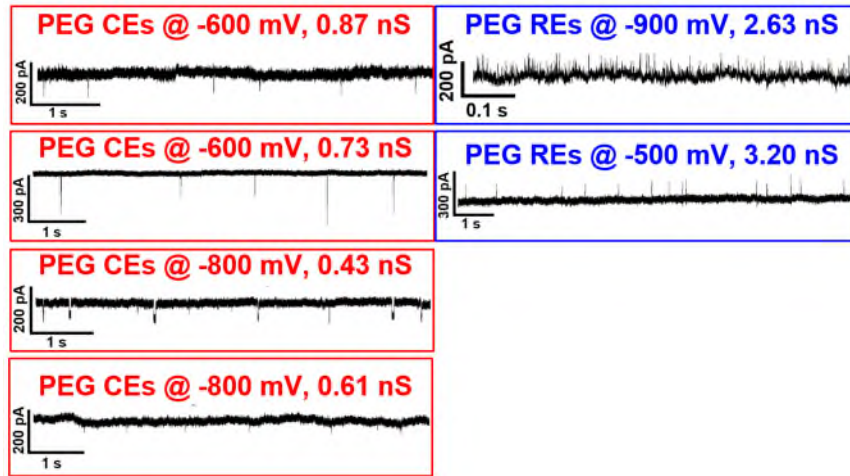 PEG CEs @ -600 mV, 0.87 nS
200 pA
1 s
PEG REs @ -900 mV, 2.63 nS
200 pA
0.1 s
PEG CEs @ -600 mV, 0.73 nS
300 pA
1 s
PEG REs @ -500 mV, 3.20 nS
300 pA
1 s
PEG CEs @ -800 mV, 0.43 nS
200 pA
1 s
PEG CEs @ -800 mV, 0.61 nS
200 pA
1 s